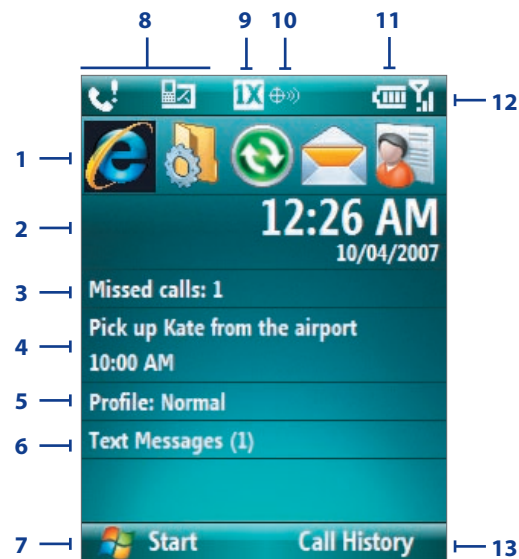 8 9 10 11
1X
12
1
2 12:26 AM
10/04/2007
3 Missed calls: 1
4 Pick up Kate from the airport
10:00 AM
5 Profile: Normal
6 Text Messages (1)
7 Start Call History 13